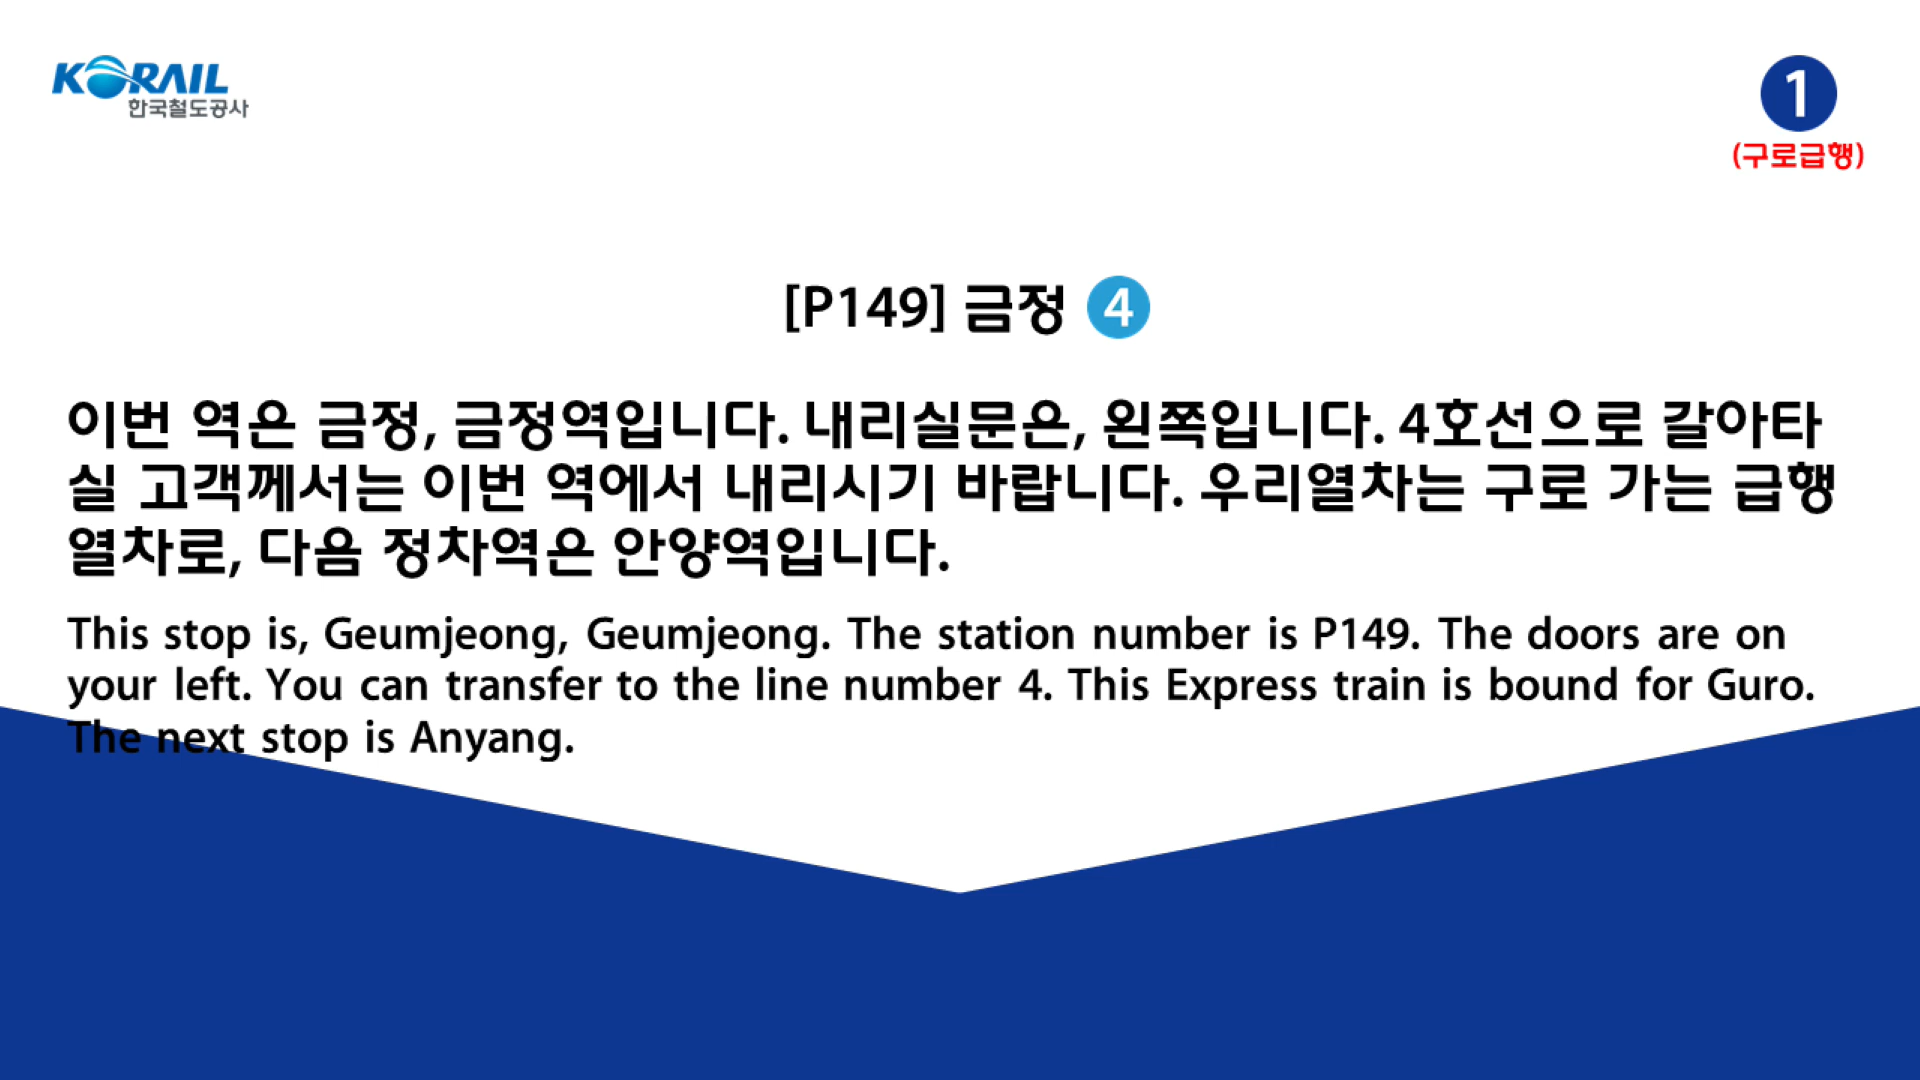 KORAIL
한국철도공사
1
(구로급행)
[P149] 금정 4
이번 역은 금정, 금정역입니다. 내리실문은, 왼쪽입니다. 4호선으로 갈아타
실 고객께서는 이번 역에서 내리시기 바랍니다. 우리열차는 구로 가는 급행
열차로, 다음 정차역은 안양역입니다.
This stop is, Geumjeong, Geumjeong. The station number is P149. The doors are on
your left. You can transfer to the line number 4. This Express train is bound for Guro.
The next stop is Anyang.